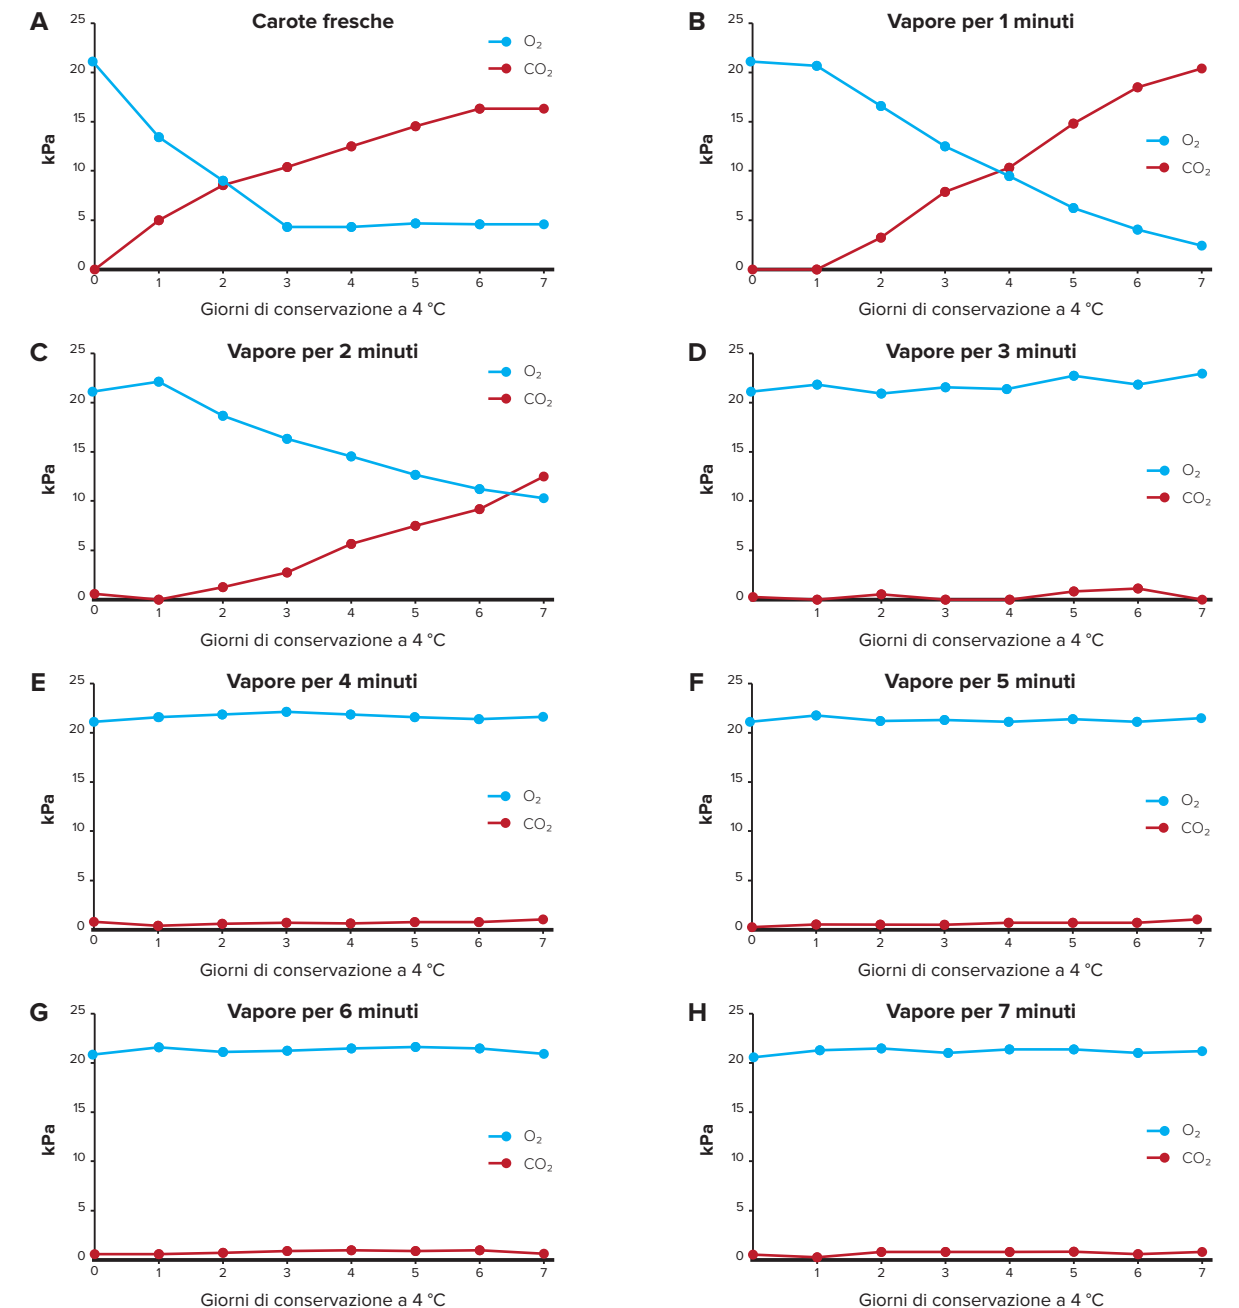 A
Carote fresche
25
20
15
10
5
0
kPa
O₂
CO₂
0 1 2 3 4 5 6 7
Giorni di conservazione a 4 °C
B
Vapore per 1 minuti
25
20
15
10
5
0
kPa
O₂
CO₂
0 1 2 3 4 5 6 7
Giorni di conservazione a 4 °C
C
Vapore per 2 minuti
25
20
15
10
5
0
kPa
O₂
CO₂
0 1 2 3 4 5 6 7
Giorni di conservazione a 4 °C
D
Vapore per 3 minuti
25
20
15
10
5
0
kPa
O₂
CO₂
1 2 3 4 5 6 7
Giorni di conservazione a 4 °C
E
Vapore per 4 minuti
25
20
15
10
5
0
kPa
O₂
CO₂
0 1 2 3 4 5 6 7
Giorni di conservazione a 4 °C
F
Vapore per 5 minuti
25
20
15
10
5
0
kPa
O₂
CO₂
0 1 2 3 4 5 6 7
Giorni di conservazione a 4 °C
G
Vapore per 6 minuti
25
20
15
10
5
0
kPa
O₂
CO₂
0 1 2 3 4 5 6 7
Giorni di conservazione a 4 °C
H
Vapore per 7 minuti
25
20
15
10
5
0
kPa
O₂
CO₂
1 2 3 4 5 6 7
Giorni di conservazione a 4 °C